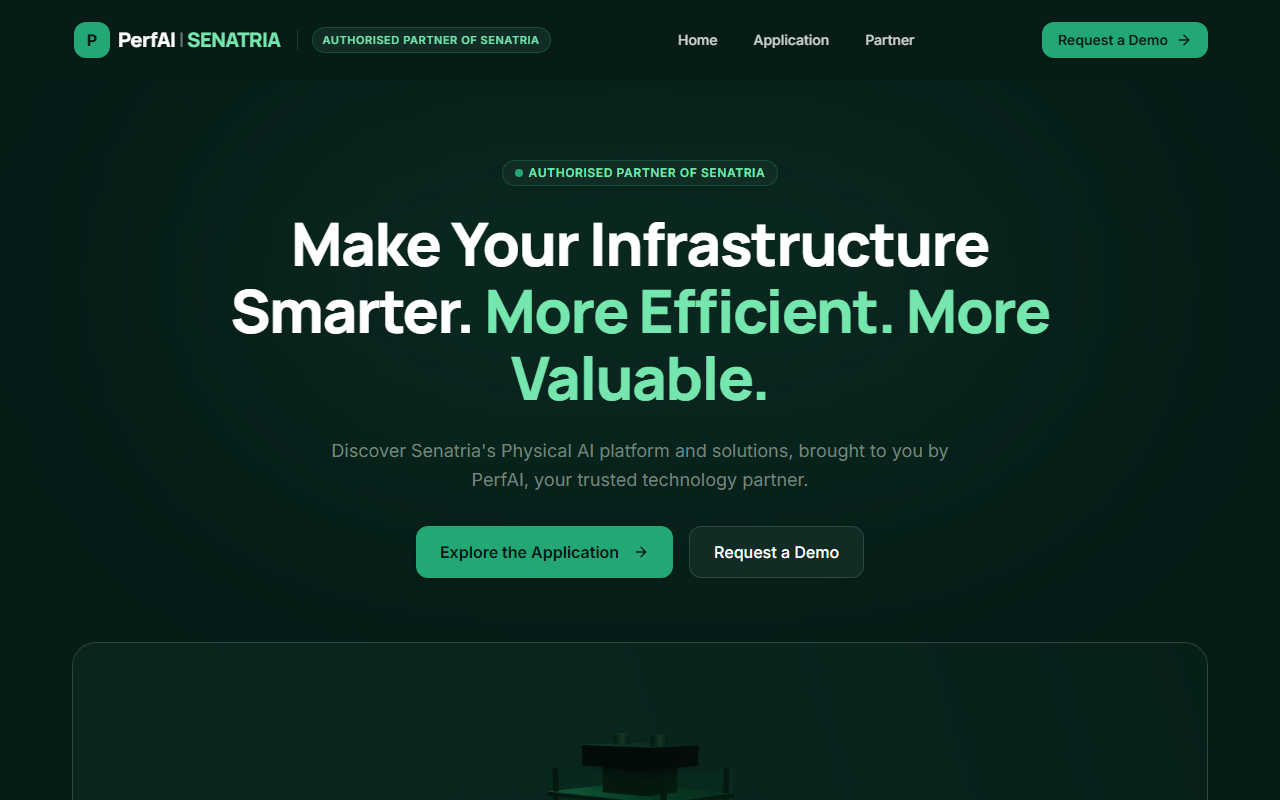 P PerfAI | SENATRIA AUTHORISED PARTNER OF SENATRIA Home Application Partner Request a Demo →
AUTHORISED PARTNER OF SENATRIA
Make Your Infrastructure
Smarter. More Efficient. More
Valuable.
Discover Senatria's Physical AI platform and solutions, brought to you by
PerfAI, your trusted technology partner.
Explore the Application → Request a Demo